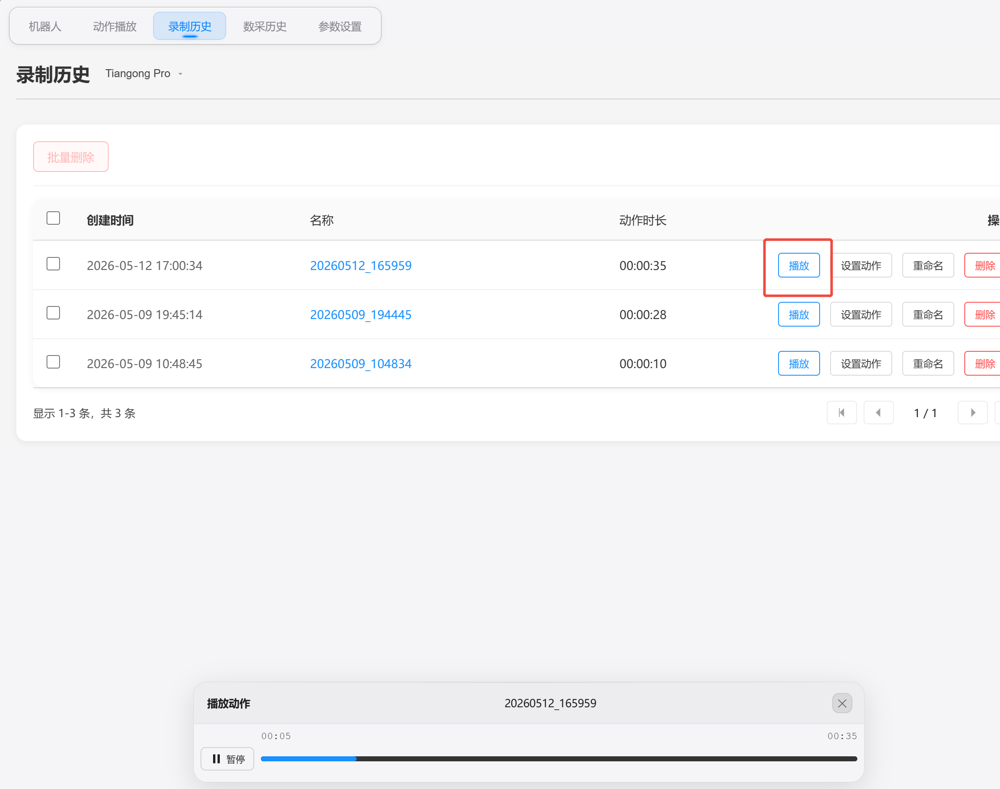 机器人 动作播放 录制历史 数采历史 参数设置
录制历史 Tiangong Pro
批量删除
创建时间 名称 动作时长 操
2026-05-12 17:00:34 20260512_165959 00:00:35 播放 设置动作 重命名 删除
2026-05-09 19:45:14 20260509_194445 00:00:28 播放 设置动作 重命名 删除
2026-05-09 10:48:45 20260509_104834 00:00:10 播放 设置动作 重命名 删除
显示 1-3 条，共 3 条 1 / 1
播放动作 20260512_165959
00:05 00:35
暂停